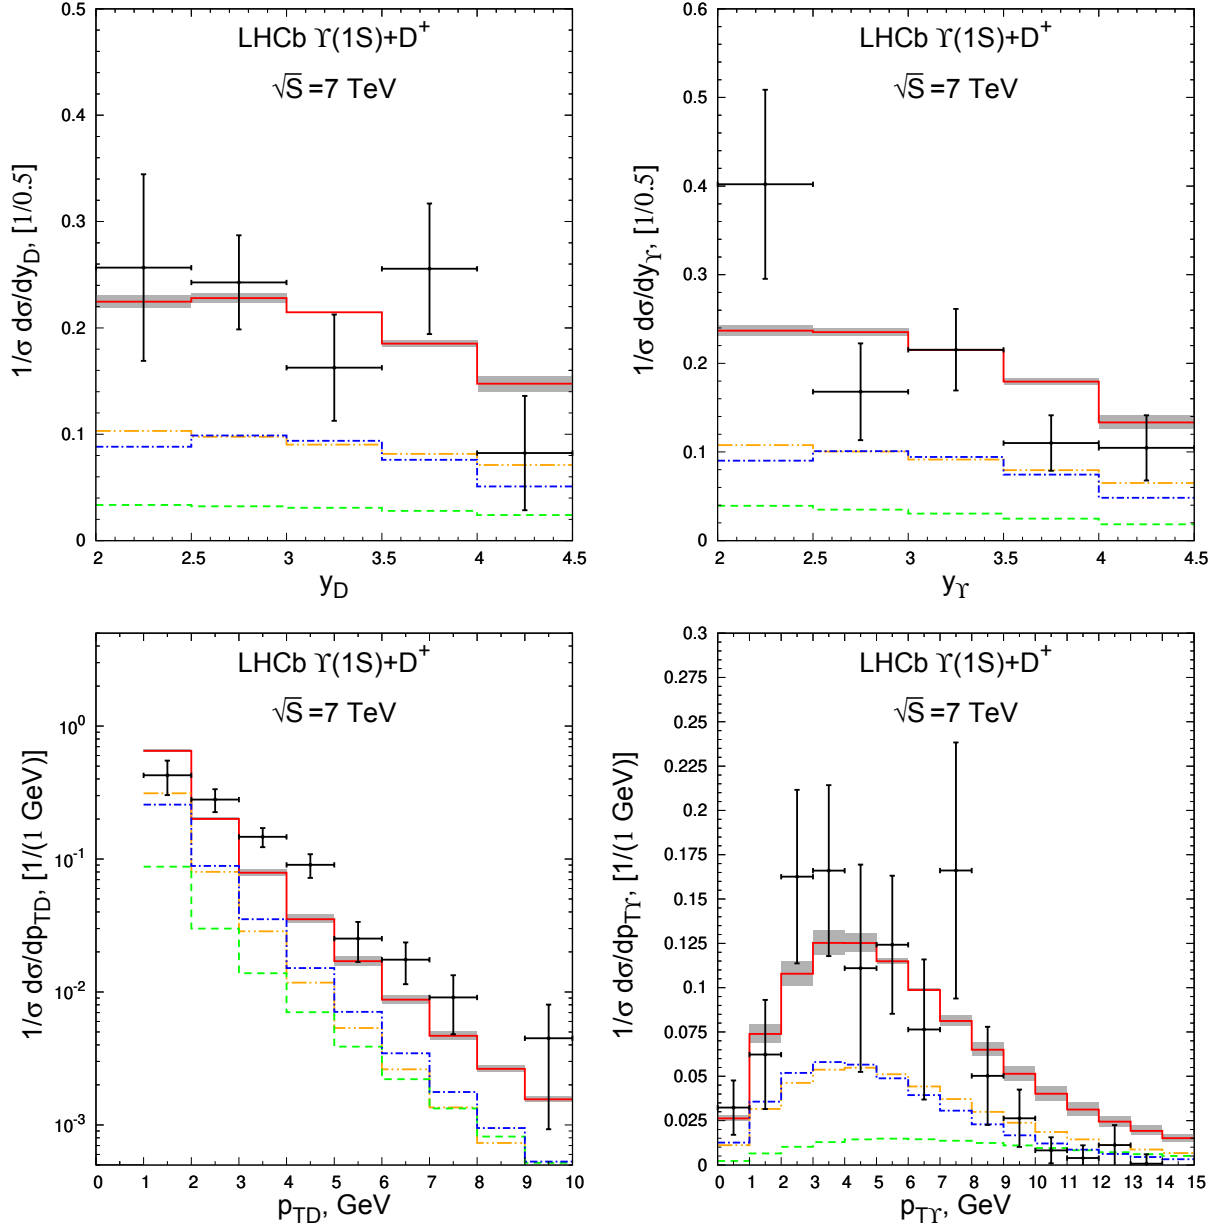 LHCb ϒ(1S)+D⁺
√S =7 TeV
1/σ dσ/dy_D, [1/0.5]
0.5
0.4
0.3
0.2
0.1
0
2 2.5 3 3.5 4 4.5
y_D
LHCb ϒ(1S)+D⁺
√S =7 TeV
1/σ dσ/dy_ϒ, [1/0.5]
0.6
0.5
0.4
0.3
0.2
0.1
0
2 2.5 3 3.5 4 4.5
y_ϒ
LHCb ϒ(1S)+D⁺
√S =7 TeV
1/σ dσ/dp_TD, [1/(1 GeV)]
10⁰
10⁻¹
10⁻²
10⁻³
0 1 2 3 4 5 6 7 8 9 10
p_TD, GeV
LHCb ϒ(1S)+D⁺
√S =7 TeV
1/σ dσ/dp_Tϒ, [1/(1 GeV)]
0.3
0.275
0.25
0.225
0.2
0.175
0.15
0.125
0.1
0.075
0.05
0.025
0
0 1 2 3 4 5 6 7 8 9 10 11 12 13 14 15
p_Tϒ, GeV